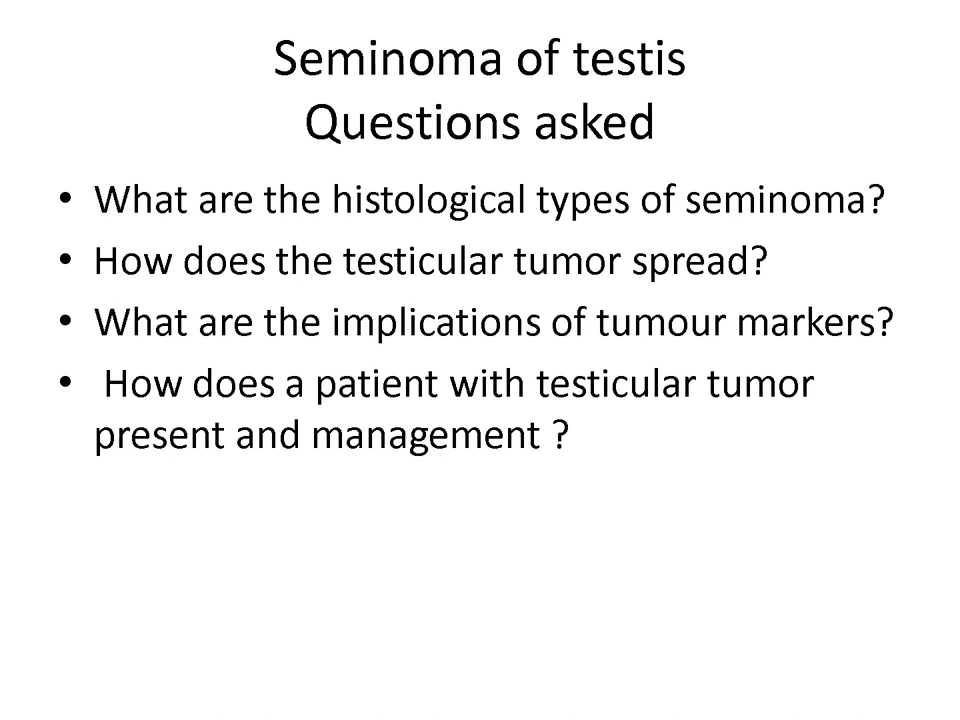 Seminoma of testis
Questions asked
• What are the histological types of seminoma?
• How does the testicular tumor spread?
• What are the implications of tumour markers?
• How does a patient with testicular tumor
present and management ?